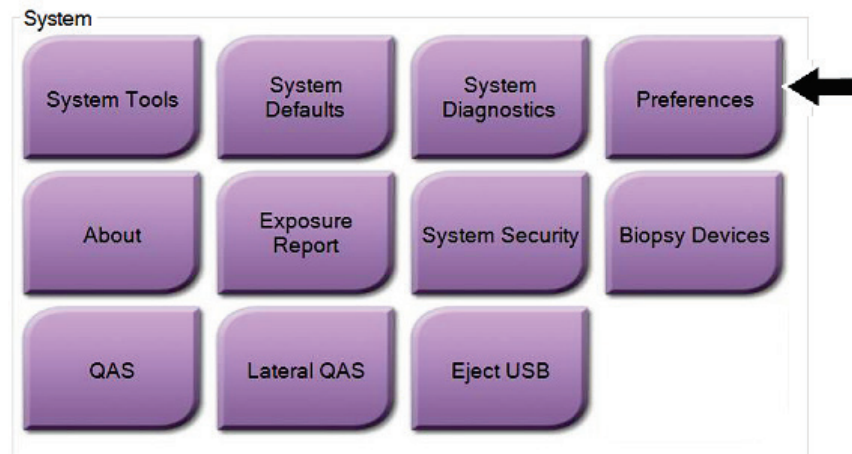 System
System Tools
System
Defaults
System
Diagnostics
Preferences
About
Exposure
Report
System Security
Biopsy Devices
QAS
Lateral QAS
Eject USB